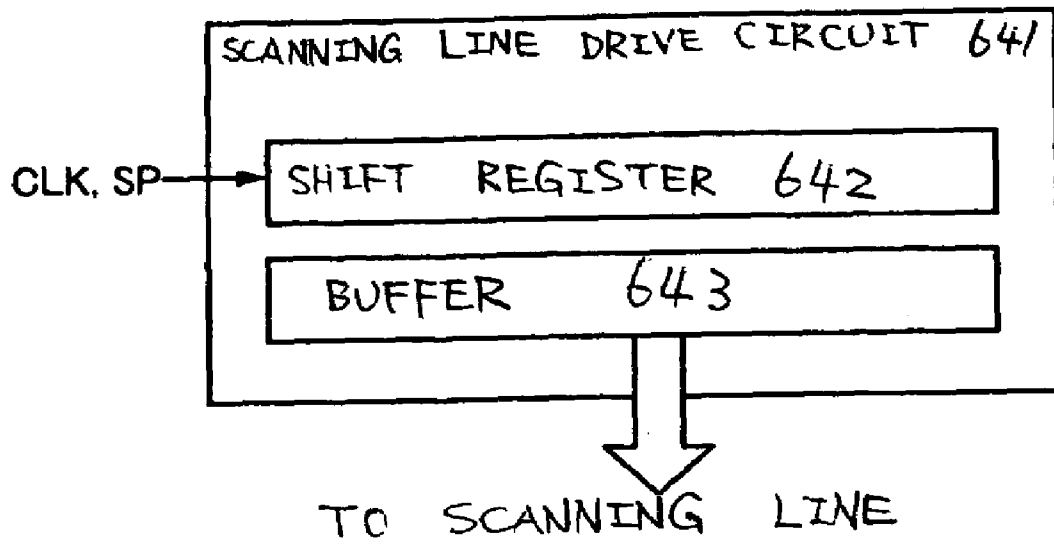 SCANNING LINE DRIVE CIRCUIT 641
CLK, SP
SHIFT REGISTER 642
BUFFER 643
TO SCANNING LINE